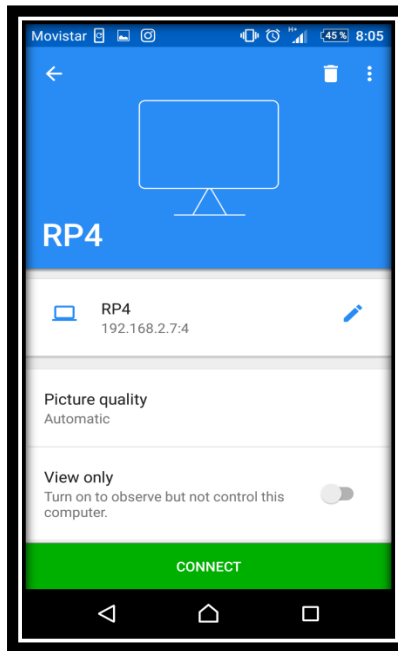 Movistar 45% 8:05
RP4
RP4
192.168.2.7:4
Picture quality
Automatic
View only
Turn on to observe but not control this
computer.
CONNECT